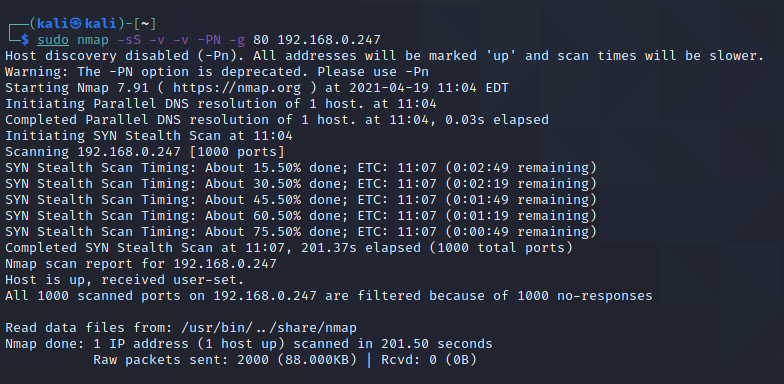 ┌──(kali㉿kali)-[~]
└─$ sudo nmap -sS -v -v -PN -g 80 192.168.0.247
Host discovery disabled (-Pn). All addresses will be marked 'up' and scan times will be slower.
Warning: The -PN option is deprecated. Please use -Pn
Starting Nmap 7.91 ( https://nmap.org ) at 2021-04-19 11:04 EDT
Initiating Parallel DNS resolution of 1 host. at 11:04
Completed Parallel DNS resolution of 1 host. at 11:04, 0.03s elapsed
Initiating SYN Stealth Scan at 11:04
Scanning 192.168.0.247 [1000 ports]
SYN Stealth Scan Timing: About 15.50% done; ETC: 11:07 (0:02:49 remaining)
SYN Stealth Scan Timing: About 30.50% done; ETC: 11:07 (0:02:19 remaining)
SYN Stealth Scan Timing: About 45.50% done; ETC: 11:07 (0:01:49 remaining)
SYN Stealth Scan Timing: About 60.50% done; ETC: 11:07 (0:01:19 remaining)
SYN Stealth Scan Timing: About 75.50% done; ETC: 11:07 (0:00:49 remaining)
Completed SYN Stealth Scan at 11:07, 201.37s elapsed (1000 total ports)
Nmap scan report for 192.168.0.247
Host is up, received user-set.
All 1000 scanned ports on 192.168.0.247 are filtered because of 1000 no-responses
Read data files from: /usr/bin/../share/nmap
Nmap done: 1 IP address (1 host up) scanned in 201.50 seconds
Raw packets sent: 2000 (88.000KB) | Rcvd: 0 (0B)